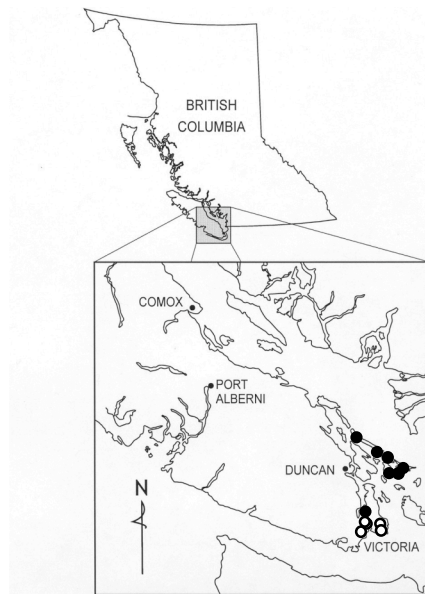 BRITISH
COLUMBIA
COMOX
PORT
ALBERNI
DUNCAN
N
VICTORIA